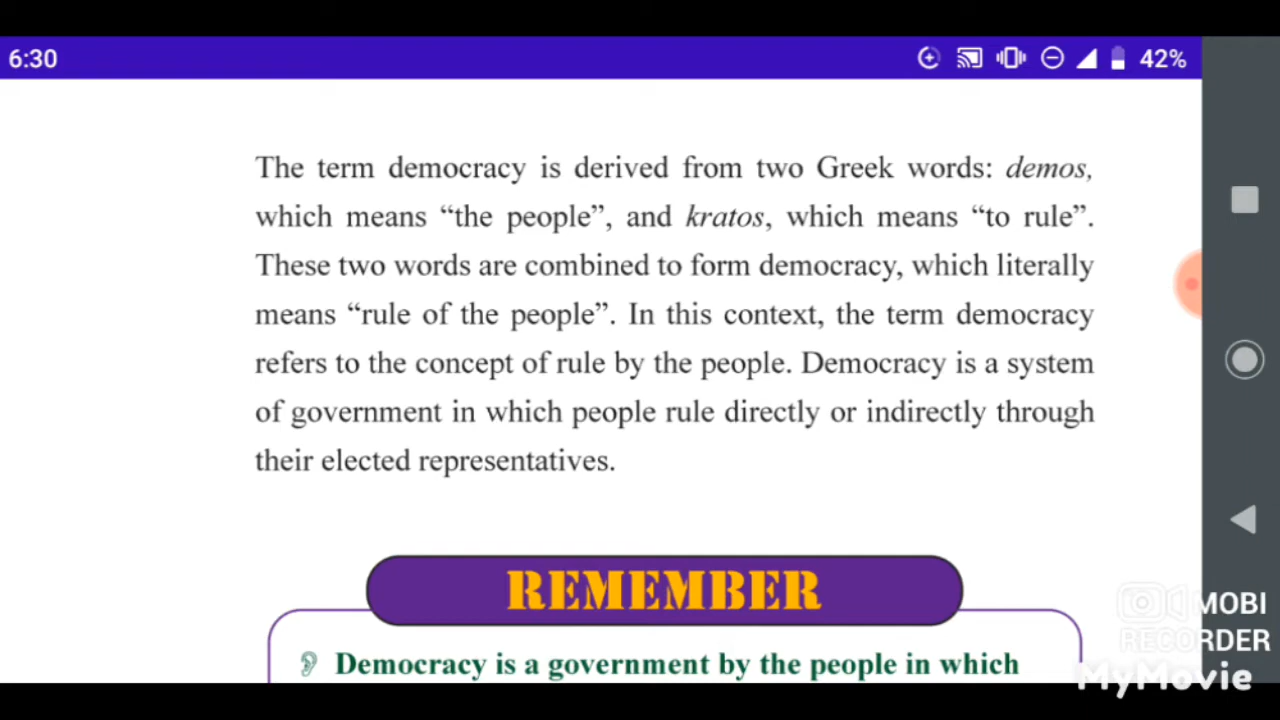 6:30
42%
The term democracy is derived from two Greek words: demos,
which means “the people”, and kratos, which means “to rule”.
These two words are combined to form democracy, which literally
means “rule of the people”. In this context, the term democracy
refers to the concept of rule by the people. Democracy is a system
of government in which people rule directly or indirectly through
their elected representatives.
REMEMBER
Democracy is a government by the people in which
MOBI
RECORDER
MyMovie